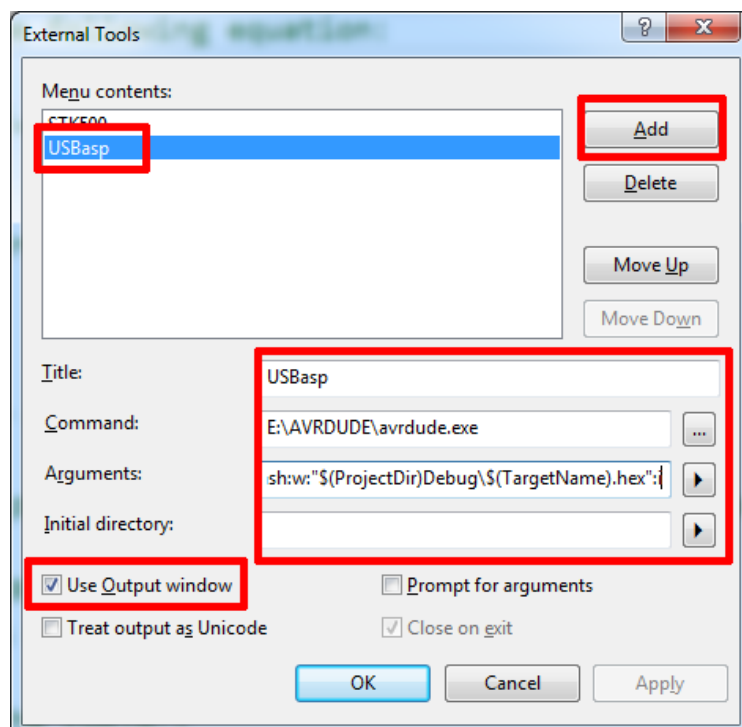 following equation:
External Tools
Menu contents:
STK500
USBasp
Add
Delete
Move Up
Move Down
Title:
USBasp
Command:
E:\AVRDUDE\avrdude.exe
...
Arguments:
sh:w:"$(ProjectDir)Debug\$(TargetName).hex":i
Initial directory:
Use Output window
Prompt for arguments
Treat output as Unicode
Close on exit
OK
Cancel
Apply